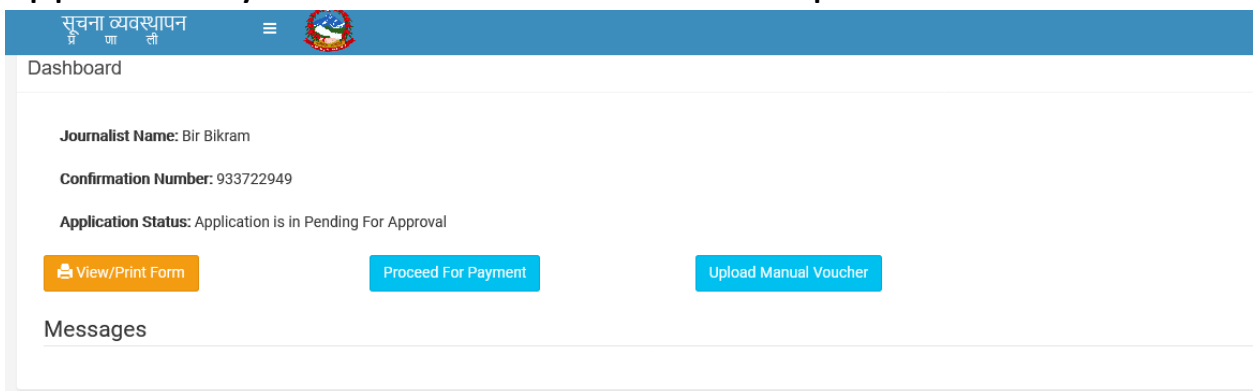 सूचना व्यवस्थापन
प्र णा ली
Dashboard
Journalist Name: Bir Bikram
Confirmation Number: 933722949
Application Status: Application is in Pending For Approval
View/Print Form Proceed For Payment Upload Manual Voucher
Messages